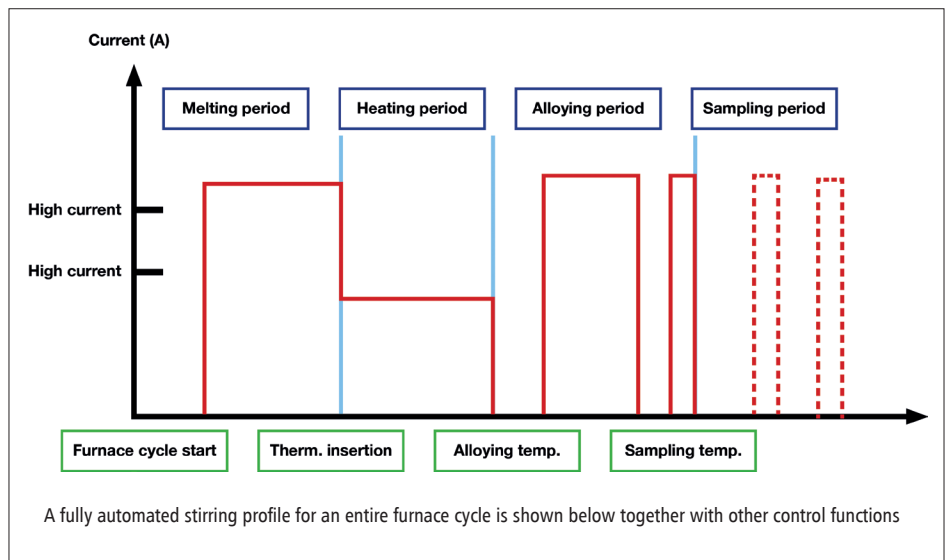 Current (A)
Melting period
Heating period
Alloying period
Sampling period
High current
High current
Furnace cycle start
Therm. insertion
Alloying temp.
Sampling temp.
A fully automated stirring profile for an entire furnace cycle is shown below together with other control functions